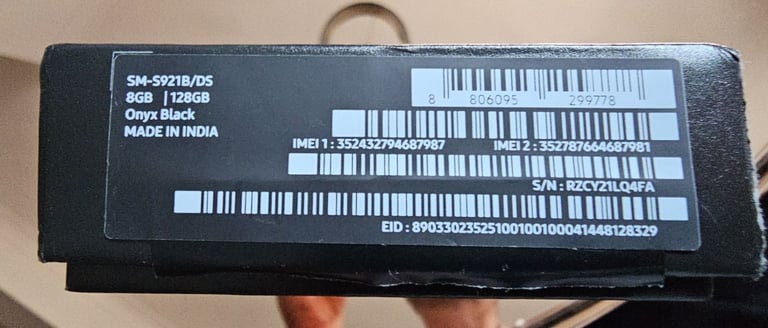 SM-S921B/DS
8GB | 128GB
Onyx Black
MADE IN INDIA
8 806095 299778
IMEI 1 : 352432794687987 IMEI 2 : 352787664687981
S/N : RZCY21LQ4FA
EID : 89033023525100100100041448128329